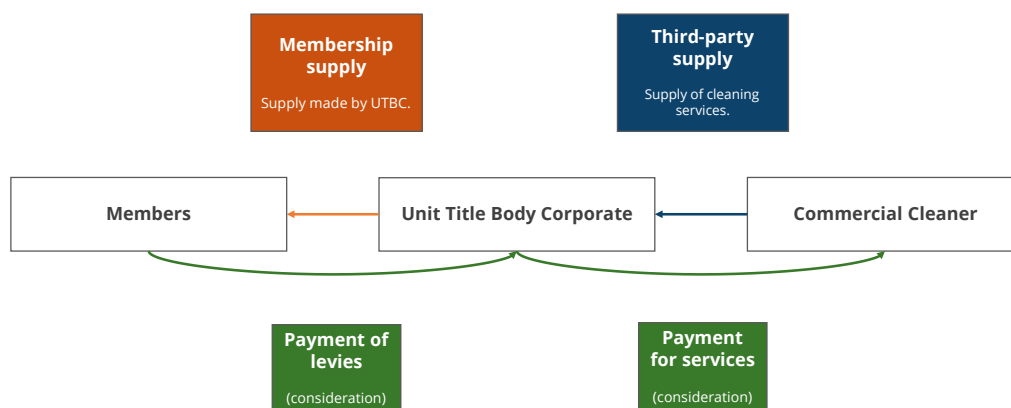 Membership
supply
Supply made by UTBC.
Third-party
supply
Supply of cleaning
services.
Members
Unit Title Body Corporate
Commercial Cleaner
Payment of
levies
(consideration)
Payment
for services
(consideration)